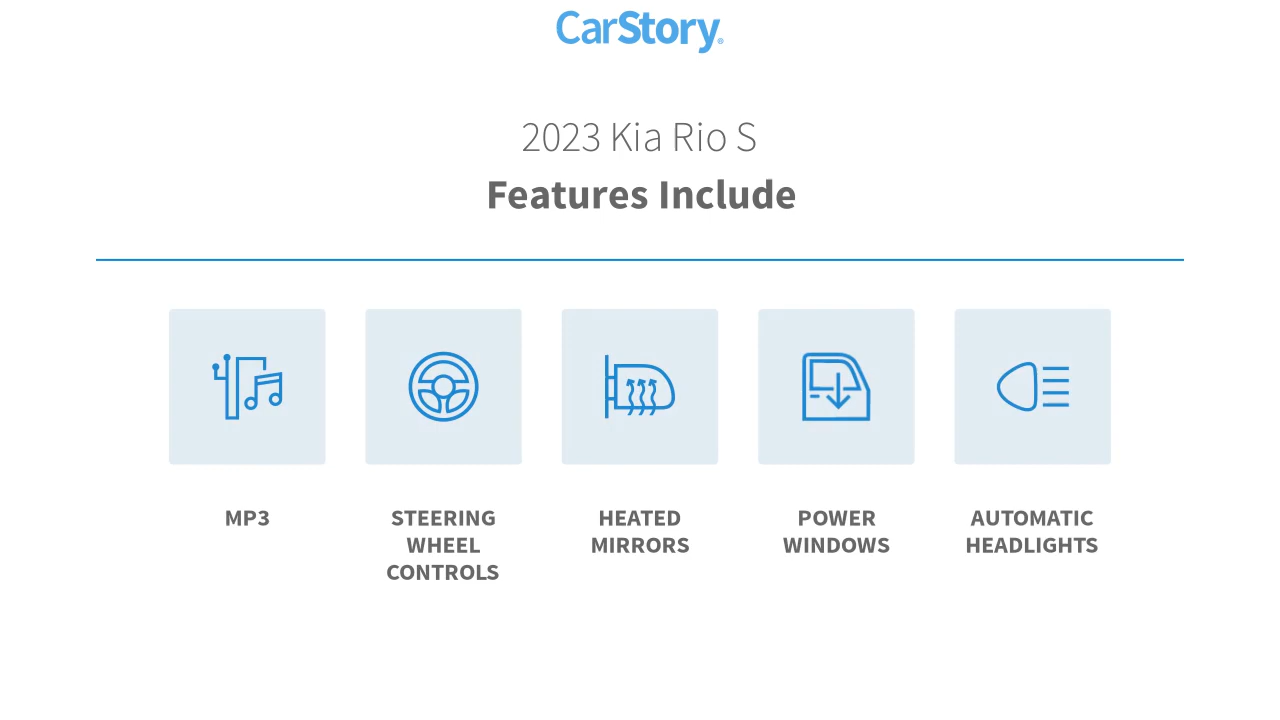 CarStory®
2023 Kia Rio S
Features Include
MP3
STEERING
WHEEL
CONTROLS
HEATED
MIRRORS
POWER
WINDOWS
AUTOMATIC
HEADLIGHTS